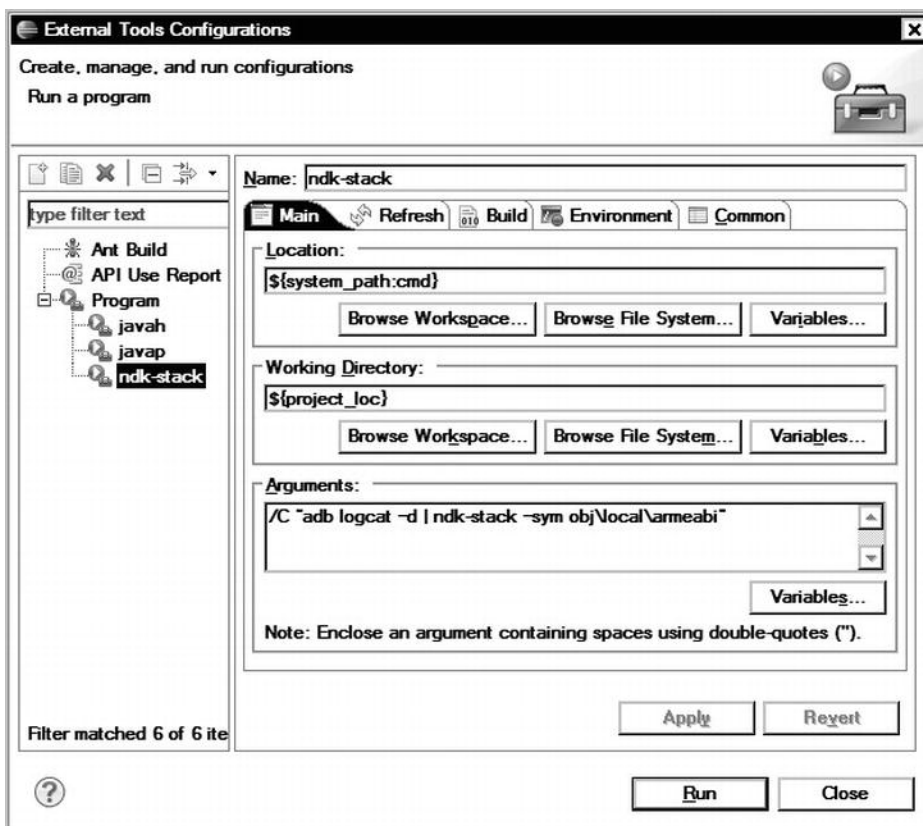 External Tools Configurations
Create, manage, and run configurations
Run a program
type filter text
Ant Build
API Use Report
Program
javah
javap
ndk-stack
Filter matched 6 of 6 ite
Name: ndk-stack
Main Refresh Build Environment Common
Location:
${system_path:cmd}
Browse Workspace... Browse File System... Variables...
Working Directory:
${project_loc}
Browse Workspace... Browse File System... Variables...
Arguments:
/C "adb logcat -d | ndk-stack -sym obj\local\armeabi"
Variables...
Note: Enclose an argument containing spaces using double-quotes (").
Apply Revert
Run Close